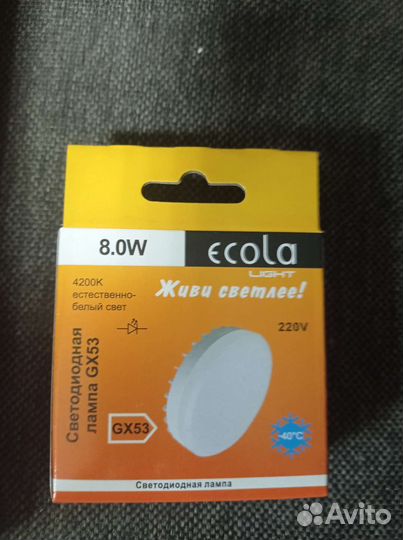 8.0W
ecola
LIGHT
4200K
естественно-
белый свет
Живи светлее!
220V
Светодиодная
лампа GX53
GX53
-40°C
Светодиодная лампа
Avito